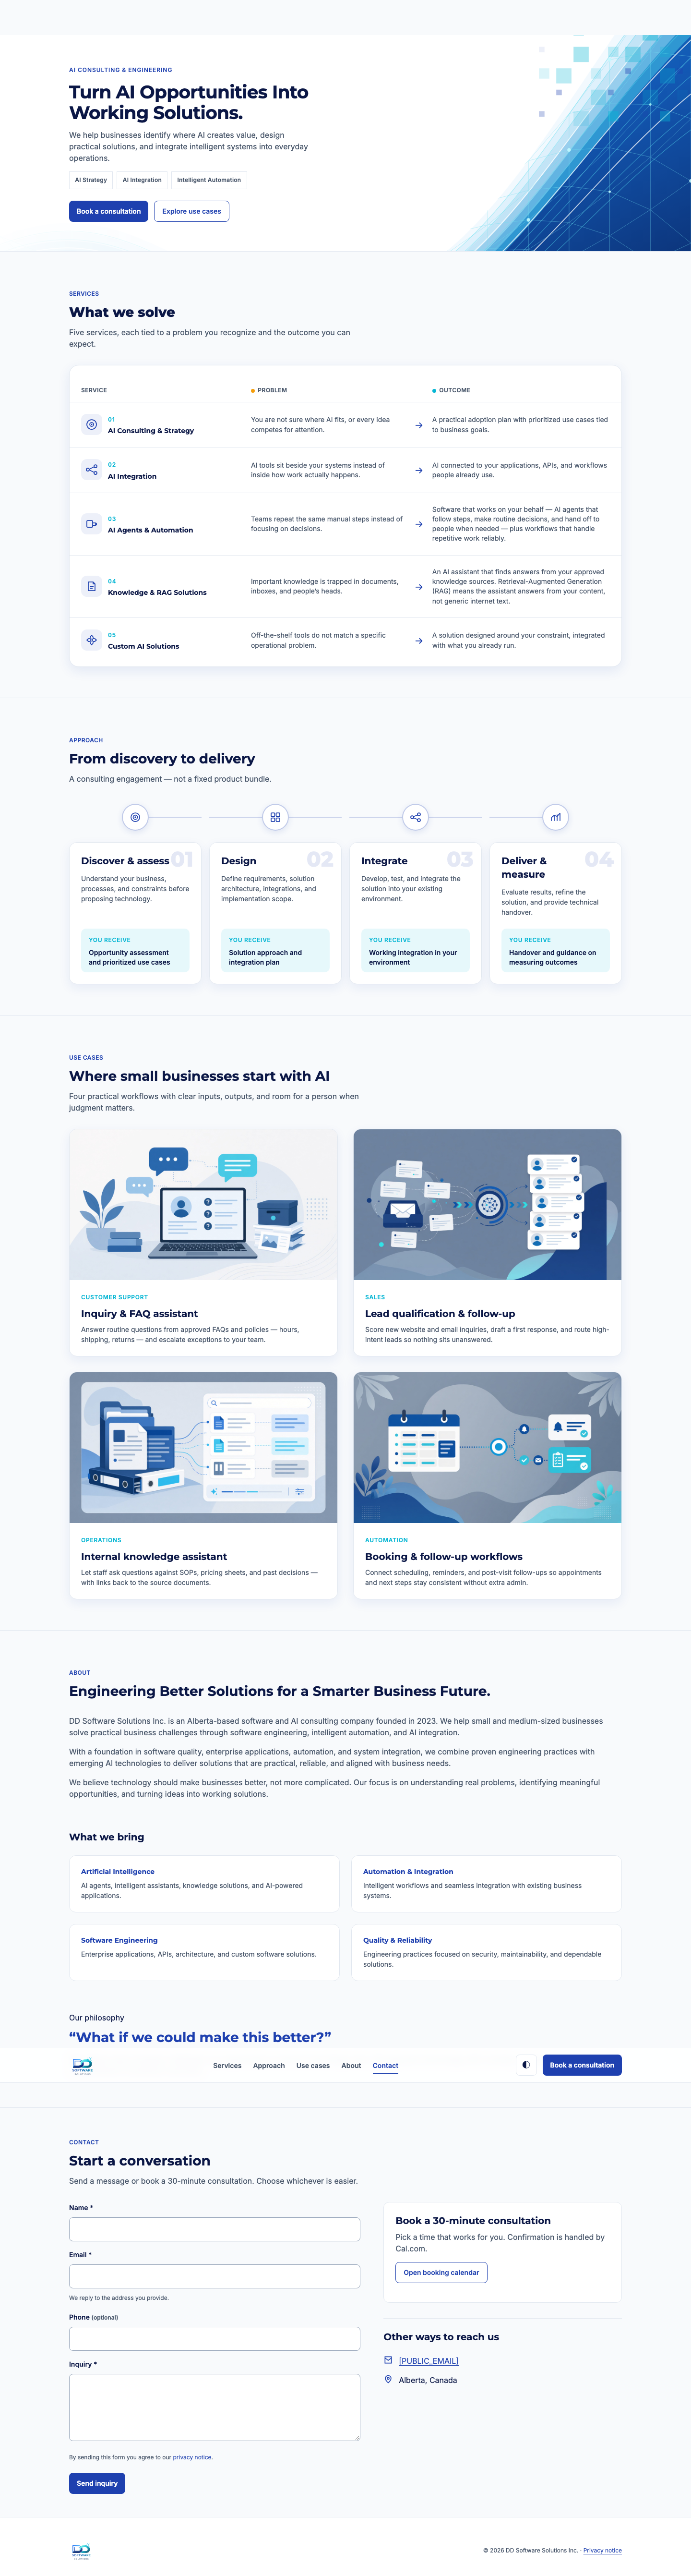 AI CONSULTING & ENGINEERING
Turn AI Opportunities Into
Working Solutions.
We help businesses identify where AI creates value, design
practical solutions, and integrate intelligent systems into everyday
operations.
AI Strategy
AI Integration
Intelligent Automation
Book a consultation
Explore use cases
SERVICES
What we solve
Five services, each tied to a problem you recognize and the outcome you can
expect.
SERVICE
PROBLEM
OUTCOME
01
AI Consulting & Strategy
You are not sure where AI fits, or every idea
competes for attention.
A practical adoption plan with prioritized use cases tied
to business goals.
02
AI Integration
AI tools sit beside your systems instead of
inside how work actually happens.
AI connected to your applications, APIs, and workflows
people already use.
03
AI Agents & Automation
Teams repeat the same manual steps instead of
focusing on decisions.
Software that works on your behalf — AI agents that
follow steps, make routine decisions, and hand off to
people when needed — plus workflows that handle
repetitive work reliably.
04
Knowledge & RAG Solutions
Important knowledge is trapped in documents,
inboxes, and people's heads.
An AI assistant that finds answers from your approved
knowledge sources. Retrieval-Augmented Generation
(RAG) means the assistant answers from your content,
not generic internet text.
05
Custom AI Solutions
Off-the-shelf tools do not match a specific
operational problem.
A solution designed around your constraint, integrated
with what you already run.
APPROACH
From discovery to delivery
A consulting engagement — not a fixed product bundle.
01
Discover & assess
Understand your business,
processes, and constraints before
proposing technology.
YOU RECEIVE
Opportunity assessment
and prioritized use cases
02
Design
Define requirements, solution
architecture, integrations, and
implementation scope.
YOU RECEIVE
Solution approach and
integration plan
03
Integrate
Develop, test, and integrate the
solution into your existing
environment.
YOU RECEIVE
Working integration in your
environment
04
Deliver &
measure
Evaluate results, refine the
solution, and provide technical
handover.
YOU RECEIVE
Handover and guidance on
measuring outcomes
USE CASES
Where small businesses start with AI
Four practical workflows with clear inputs, outputs, and room for a person when
judgment matters.
CUSTOMER SUPPORT
Inquiry & FAQ assistant
Answer routine questions from approved FAQs and policies — hours,
shipping, returns — and escalate exceptions to your team.
SALES
Lead qualification & follow-up
Score new website and email inquiries, draft a first response, and route high-
intent leads so nothing sits unanswered.
OPERATIONS
Internal knowledge assistant
Let staff ask questions against SOPs, pricing sheets, and past decisions —
with links back to the source documents.
AUTOMATION
Booking & follow-up workflows
Connect scheduling, reminders, and post-visit follow-ups so appointments
and next steps stay consistent without extra admin.
ABOUT
Engineering Better Solutions for a Smarter Business Future.
DD Software Solutions Inc. is an Alberta-based software and AI consulting company founded in 2023. We help small and medium-sized businesses
solve practical business challenges through software engineering, intelligent automation, and AI integration.
With a foundation in software quality, enterprise applications, automation, and system integration, we combine proven engineering practices with
emerging AI technologies to deliver solutions that are practical, reliable, and aligned with business needs.
We believe technology should make businesses better, not more complicated. Our focus is on understanding real problems, identifying meaningful
opportunities, and turning ideas into working solutions.
What we bring
Artificial Intelligence
AI agents, intelligent assistants, knowledge solutions, and AI-powered
applications.
Automation & Integration
Intelligent workflows and seamless integration with existing business
systems.
Software Engineering
Enterprise applications, APIs, architecture, and custom software solutions.
Quality & Reliability
Engineering practices focused on security, maintainability, and dependable
solutions.
Our philosophy
“What if we could make this better?”
DD
SOFTWARE
SOLUTIONS
Services
Approach
Use cases
About
Contact
Book a consultation
CONTACT
Start a conversation
Send a message or book a 30-minute consultation. Choose whichever is easier.
Name *
Email *
We reply to the address you provide.
Phone (optional)
Inquiry *
By sending this form you agree to our privacy notice.
Send inquiry
Book a 30-minute consultation
Pick a time that works for you. Confirmation is handled by
Cal.com.
Open booking calendar
Other ways to reach us
[PUBLIC_EMAIL]
Alberta, Canada
DD
SOFTWARE
SOLUTIONS
© 2026 DD Software Solutions Inc. · Privacy notice